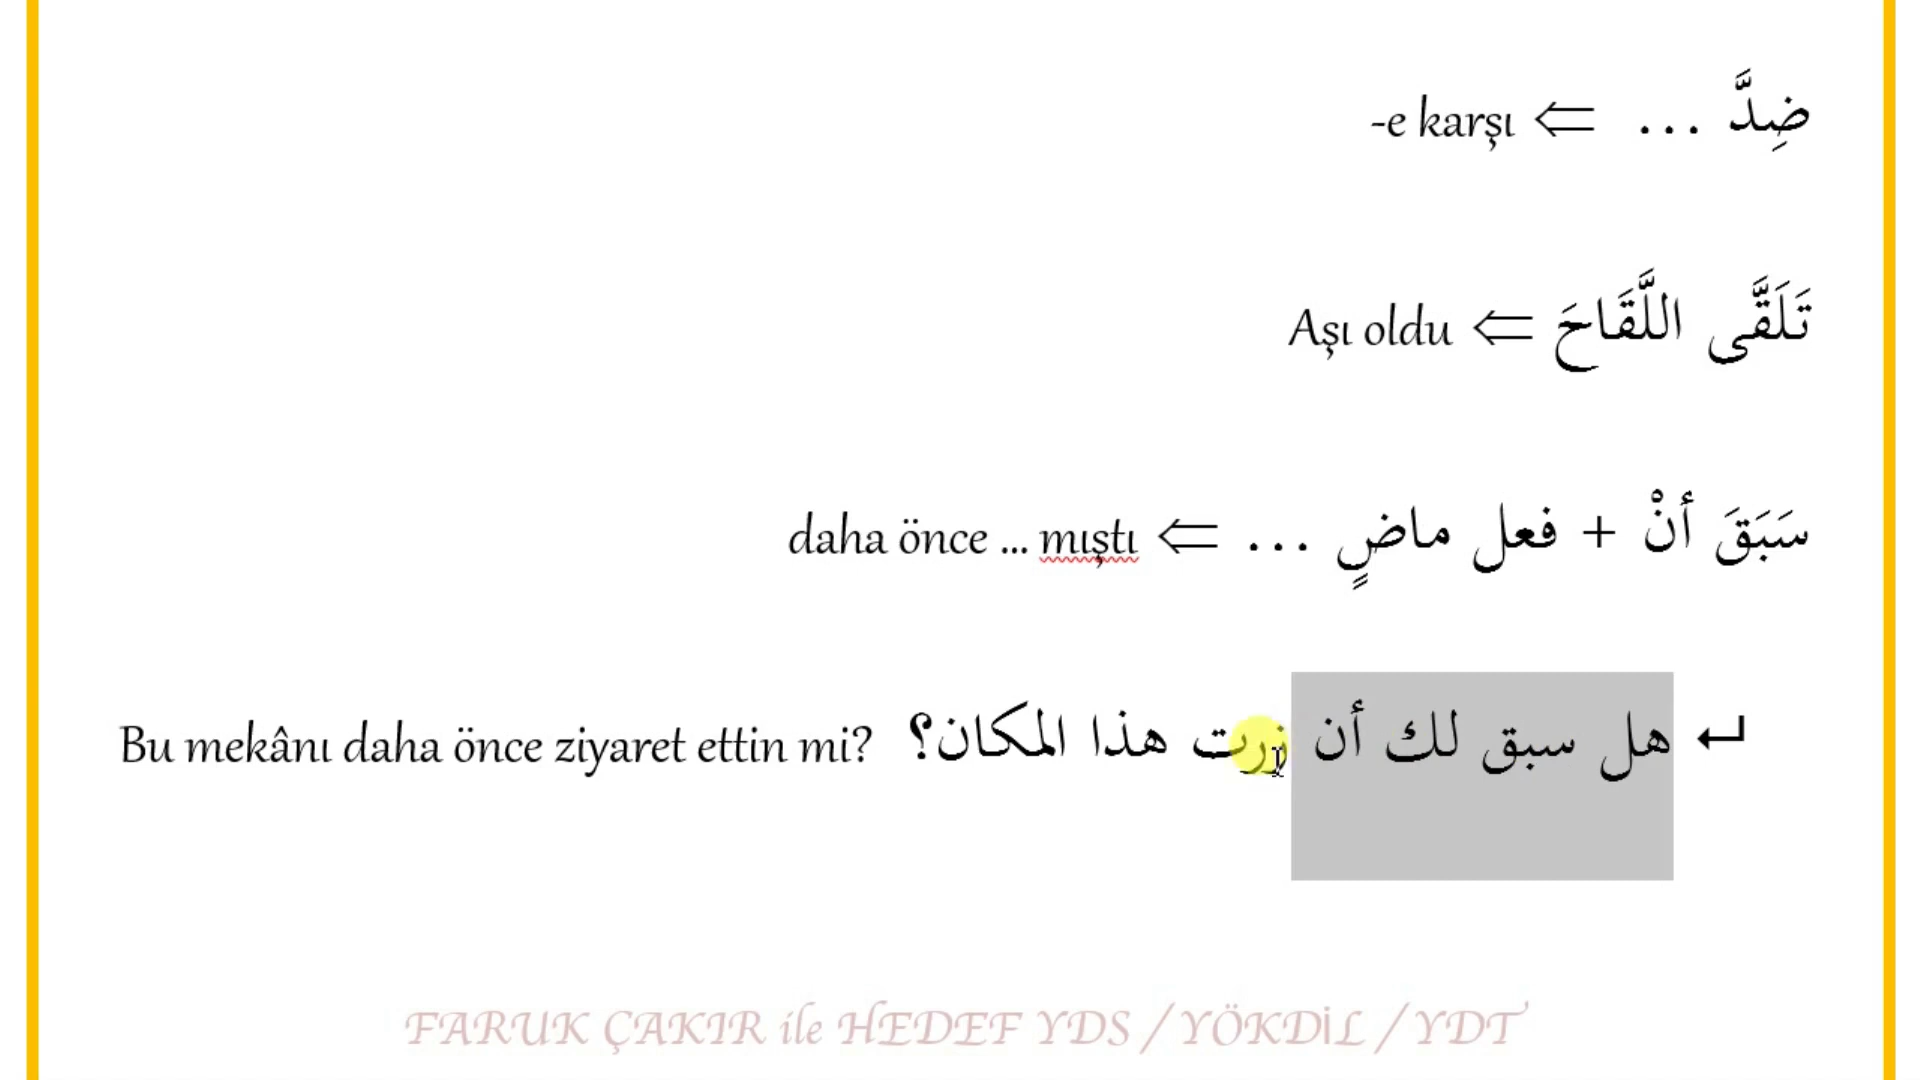 ضِدَّ ... ⇐ -e karşı
تَلَقَّى اللَّقَاحَ ⇐ Aşı oldu
سَبَقَ أنْ + فعل ماضٍ ... ⇐ daha önce ... mıştı
↵ هل سبق لك أن زرت هذا المكان؟ Bu mekânı daha önce ziyaret ettin mi?
FARUK ÇAKIR ile HEDEF YDS / YÖKDİL / YDT